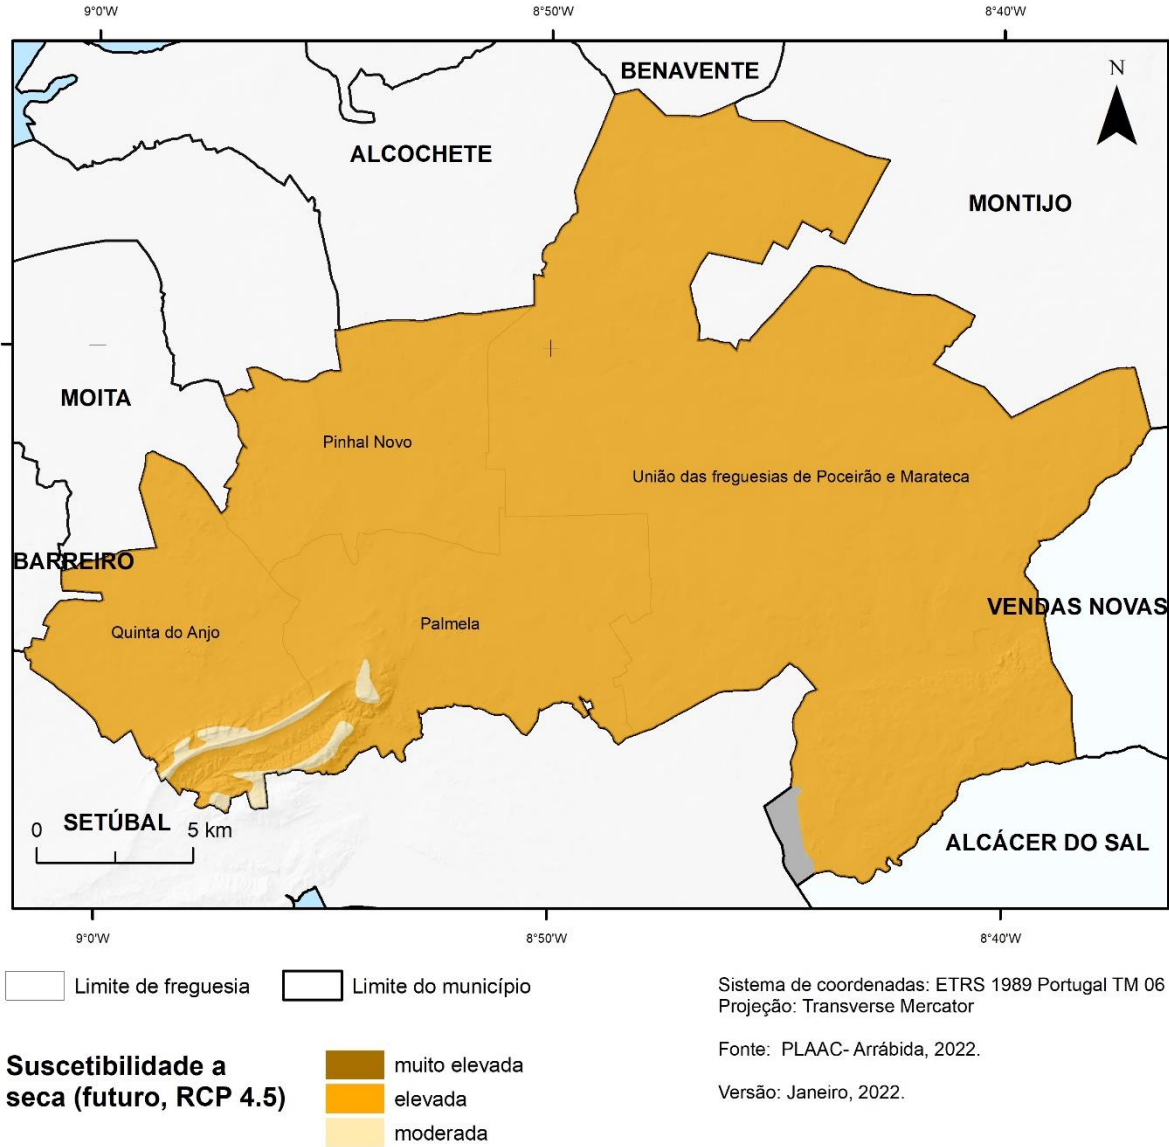 9°0'W
8°50'W
8°40'W
BENAVENTE
N
ALCOCHETE
MONTIJO
MOITA
Pinhal Novo
União das freguesias de Poceirão e Marateca
BARREIRO
VENDAS NOVAS
Quinta do Anjo
Palmela
SETÚBAL
0
5 km
ALCÁCER DO SAL
9°0'W
8°50'W
8°40'W
Limite de freguesia
Limite do município
Sistema de coordenadas: ETRS 1989 Portugal TM 06
Projeção: Transverse Mercator
Fonte: PLAAC- Arrábida, 2022.
Versão: Janeiro, 2022.
Suscetibilidade a
seca (futuro, RCP 4.5)
muito elevada
elevada
moderada